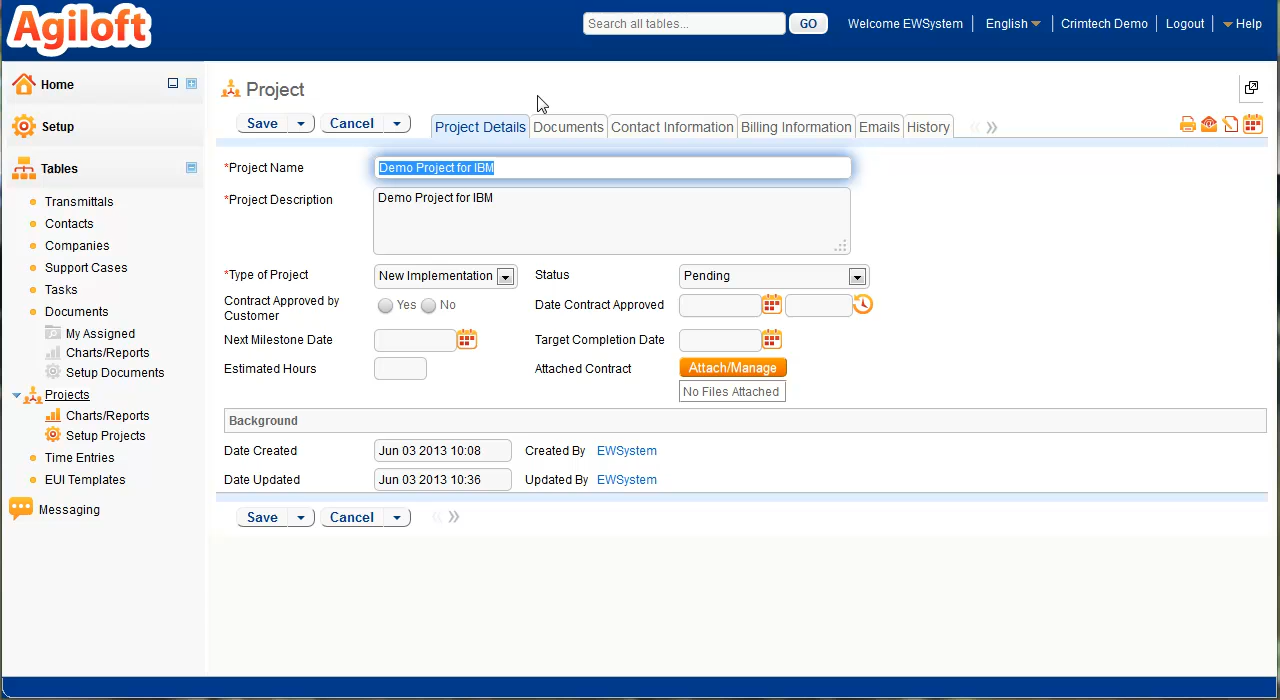 Agiloft
Search all tables...
GO
Welcome EWSystem
English
Crimtech Demo
Logout
Help
Home
Setup
Tables
Transmittals
Contacts
Companies
Support Cases
Tasks
Documents
My Assigned
Charts/Reports
Setup Documents
Projects
Charts/Reports
Setup Projects
Time Entries
EUI Templates
Messaging
Project
Save
Cancel
Project Details
Documents
Contact Information
Billing Information
Emails
History
*Project Name
Demo Project for IBM
*Project Description
Demo Project for IBM
*Type of Project
New Implementation
Status
Pending
Contract Approved by
Customer
Yes
No
Date Contract Approved
Next Milestone Date
Target Completion Date
Estimated Hours
Attached Contract
Attach/Manage
No Files Attached
Background
Date Created
Jun 03 2013 10:08
Created By
EWSystem
Date Updated
Jun 03 2013 10:36
Updated By
EWSystem
Save
Cancel